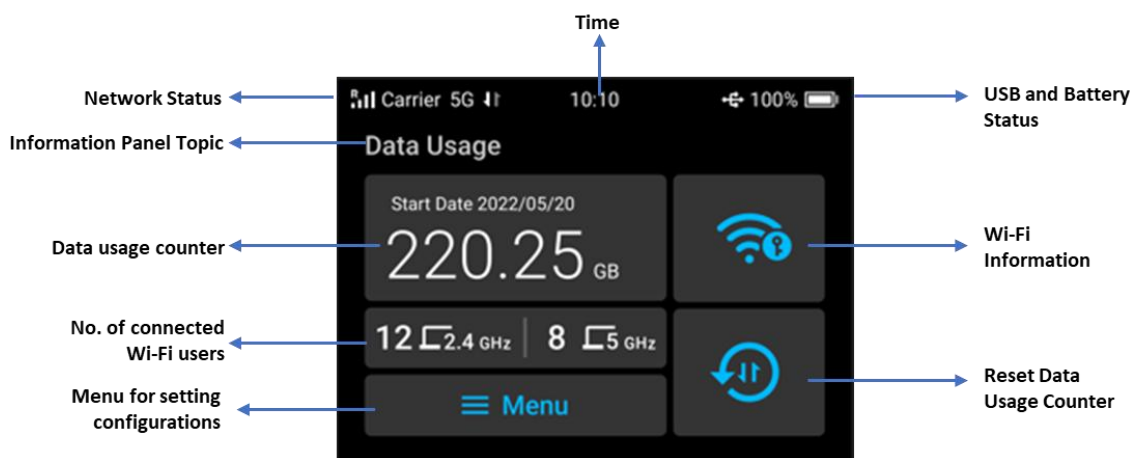 Time
Network Status
R Carrier 5G 10:10 100%
USB and Battery
Status
Information Panel Topic
Data Usage
Start Date 2022/05/20
Data usage counter
220.25 GB
Wi-Fi
Information
No. of connected
Wi-Fi users
12 2.4 GHz 8 5 GHz
Menu for setting
configurations
Menu
Reset Data
Usage Counter